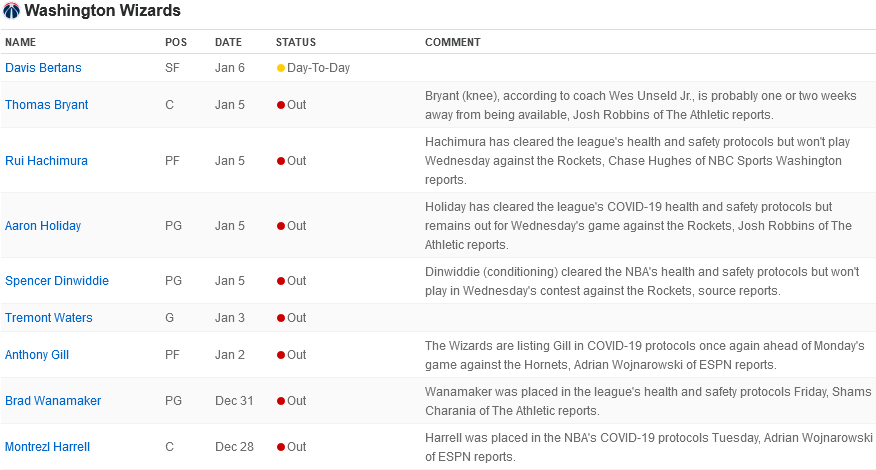 Washington Wizards
NAME POS DATE STATUS COMMENT
Davis Bertans SF Jan 6 Day-To-Day
Thomas Bryant C Jan 5 Out Bryant (knee), according to coach Wes Unseld Jr., is probably one or two weeks
away from being available, Josh Robbins of The Athletic reports.
Rui Hachimura PF Jan 5 Out Hachimura has cleared the league's health and safety protocols but won't play
Wednesday against the Rockets, Chase Hughes of NBC Sports Washington
reports.
Aaron Holiday PG Jan 5 Out Holiday has cleared the league's COVID-19 health and safety protocols but
remains out for Wednesday's game against the Rockets, Josh Robbins of The
Athletic reports.
Spencer Dinwiddie PG Jan 5 Out Dinwiddie (conditioning) cleared the NBA's health and safety protocols but won't
play in Wednesday's contest against the Rockets, source reports.
Tremont Waters G Jan 3 Out
Anthony Gill PF Jan 2 Out The Wizards are listing Gill in COVID-19 protocols once again ahead of Monday's
game against the Hornets, Adrian Wojnarowski of ESPN reports.
Brad Wanamaker PG Dec 31 Out Wanamaker was placed in the league's health and safety protocols Friday, Shams
Charania of The Athletic reports.
Montrezl Harrell C Dec 28 Out Harrell was placed in the NBA's COVID-19 protocols Tuesday, Adrian Wojnarowski
of ESPN reports.